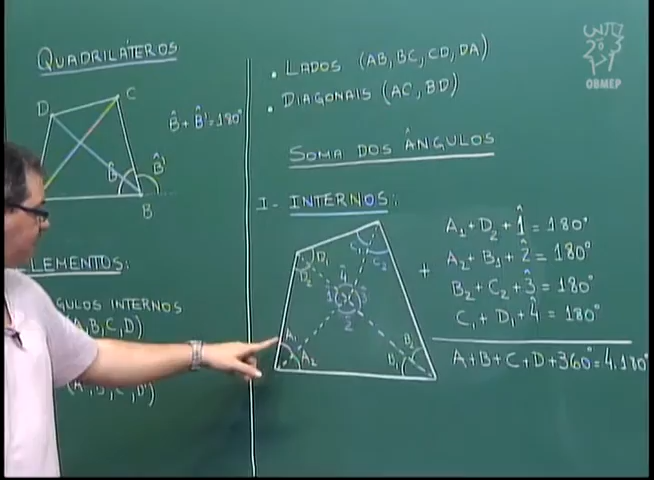 QUADRILÁTEROS
D
C
B̂ + B̂' = 180°
B̂
B̂'
B
ELEMENTOS:
GULOS INTERNOS
(A,B,C,D)
• LADOS (AB, BC, CD, DA)
• DIAGONAIS (AC, BD)
SOMA DOS ÂNGULOS
I - INTERNOS:
C1
C2
D1
D2
4
1
3
2
A1
A2
B1
B2
A1 + D2 + 1̂ = 180°
A2 + B1 + 2̂ = 180°
+
B2 + C2 + 3̂ = 180°
C1 + D1 + 4̂ = 180°
A+B+C+D+360°=4.180°
OBMEP